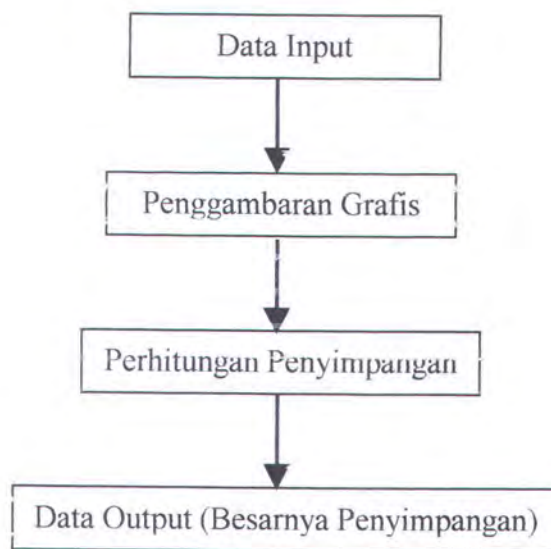 Data Input
Penggambaran Grafis
Perhitungan Penyimpangan
Data Output (Besarnya Penyimpangan)